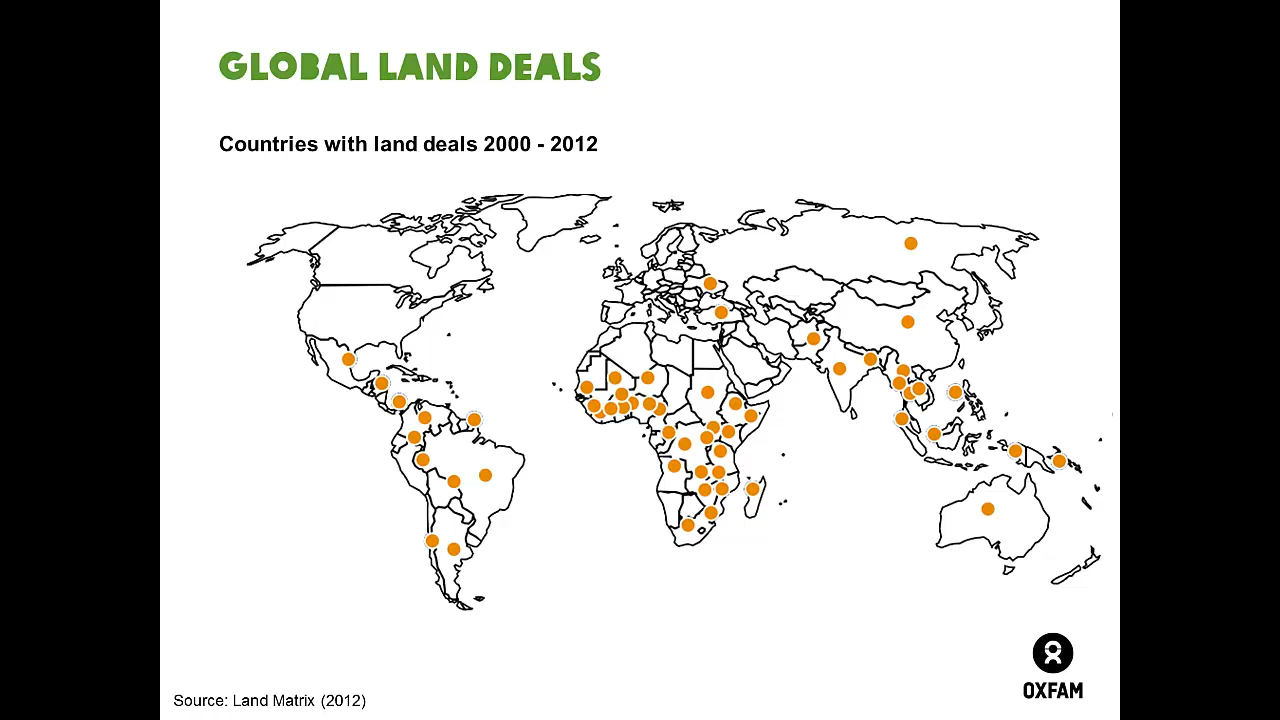 GLOBAL LAND DEALS
Countries with land deals 2000 - 2012
OXFAM
Source: Land Matrix (2012)